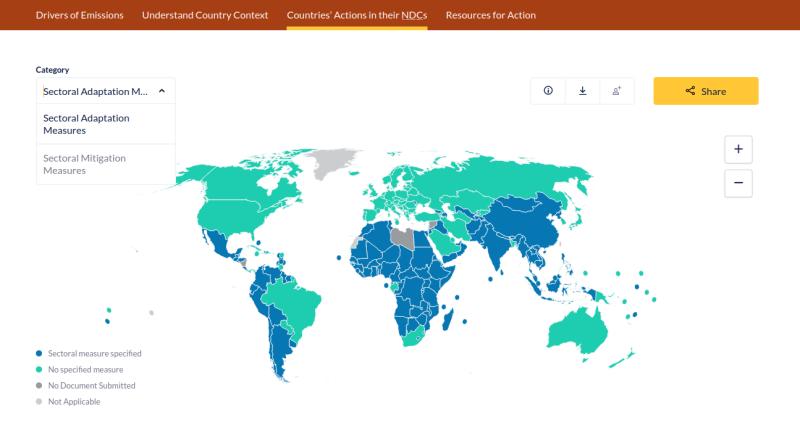 Drivers of Emissions
Understand Country Context
Countries' Actions in their NDCs
Resources for Action
Category
Sectoral Adaptation M...
Sectoral Adaptation
Measures
Sectoral Mitigation
Measures
Share
+
−
Sectoral measure specified
No specified measure
No Document Submitted
Not Applicable